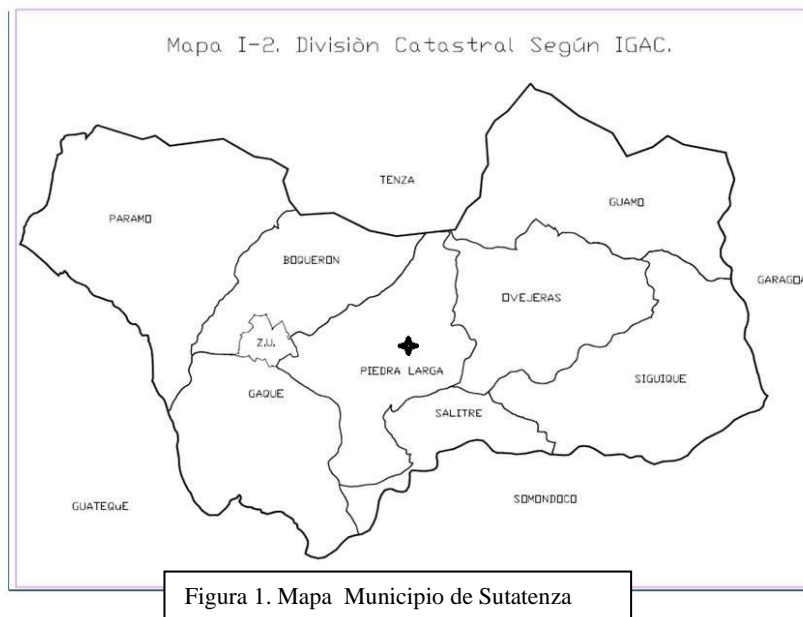 Mapa I-2. Divisiòn Catastral Según IGAC.
TENZA
PARAMO
GUAMO
BOQUERON
GARAGOA
OVEJERAS
Z.U.
PIEDRA LARGA
SIGUIQUE
GAQUE
SALITRE
GUATEQuE
SOMONDOCO
Figura 1. Mapa Municipio de Sutatenza